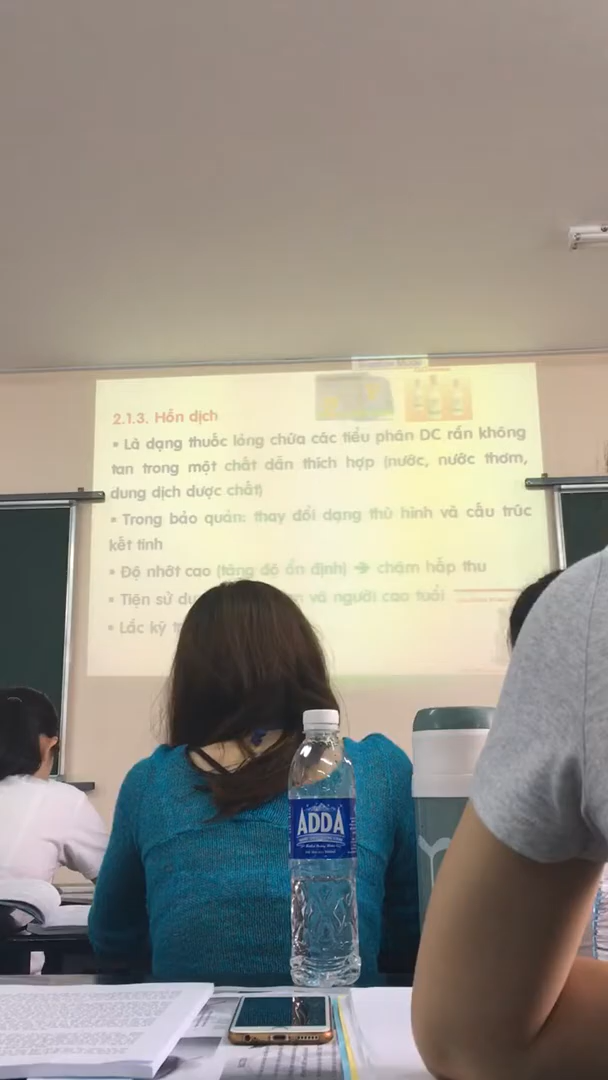 2.1.3. Hỗn dịch
• Là dạng thuốc lỏng chứa các tiểu phân DC rắn không
tan trong một chất dẫn thích hợp (nước, nước thơm,
dung dịch dược chất)
• Trong bảo quản: thay đổi dạng thù hình và cấu trúc
kết tinh
• Độ nhớt cao (tăng độ ổn định) → chậm hấp thu
• Tiện sử và người cao tuổi
• Lắc kỹ
ADDA